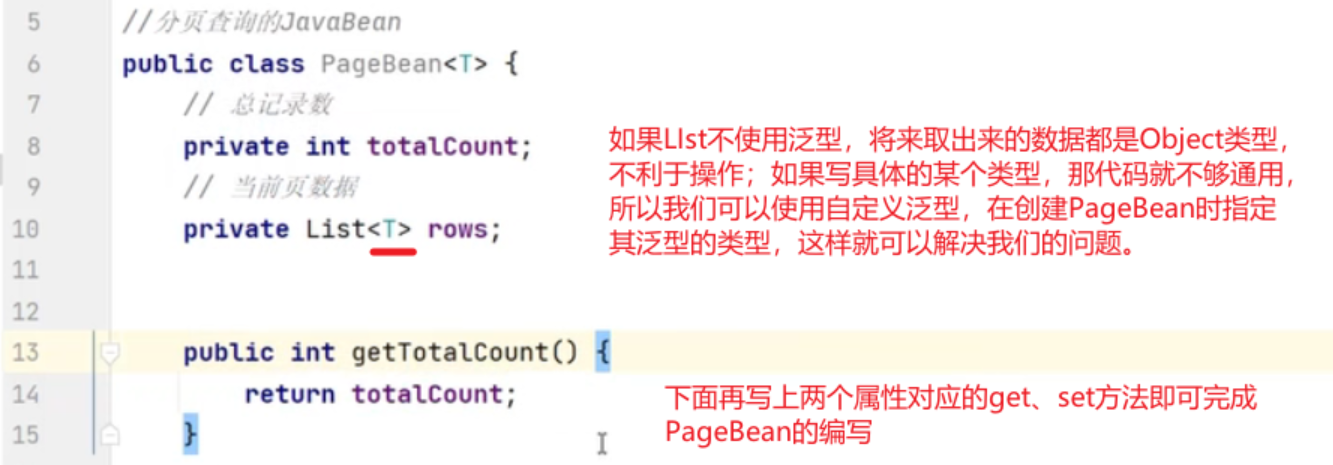 5 //分页查询的JavaBean
6 public class PageBean<T> {
7 // 总记录数
8 private int totalCount;
9 // 当前页数据
10 private List<T> rows;
11
12
13 public int getTotalCount() {
14 return totalCount;
15 }
如果LIst不使用泛型，将来取出来的数据都是Object类型，
不利于操作；如果写具体的某个类型，那代码就不够通用，
所以我们可以使用自定义泛型，在创建PageBean时指定
其泛型的类型，这样就可以解决我们的问题。
下面再写上两个属性对应的get、set方法即可完成
PageBean的编写